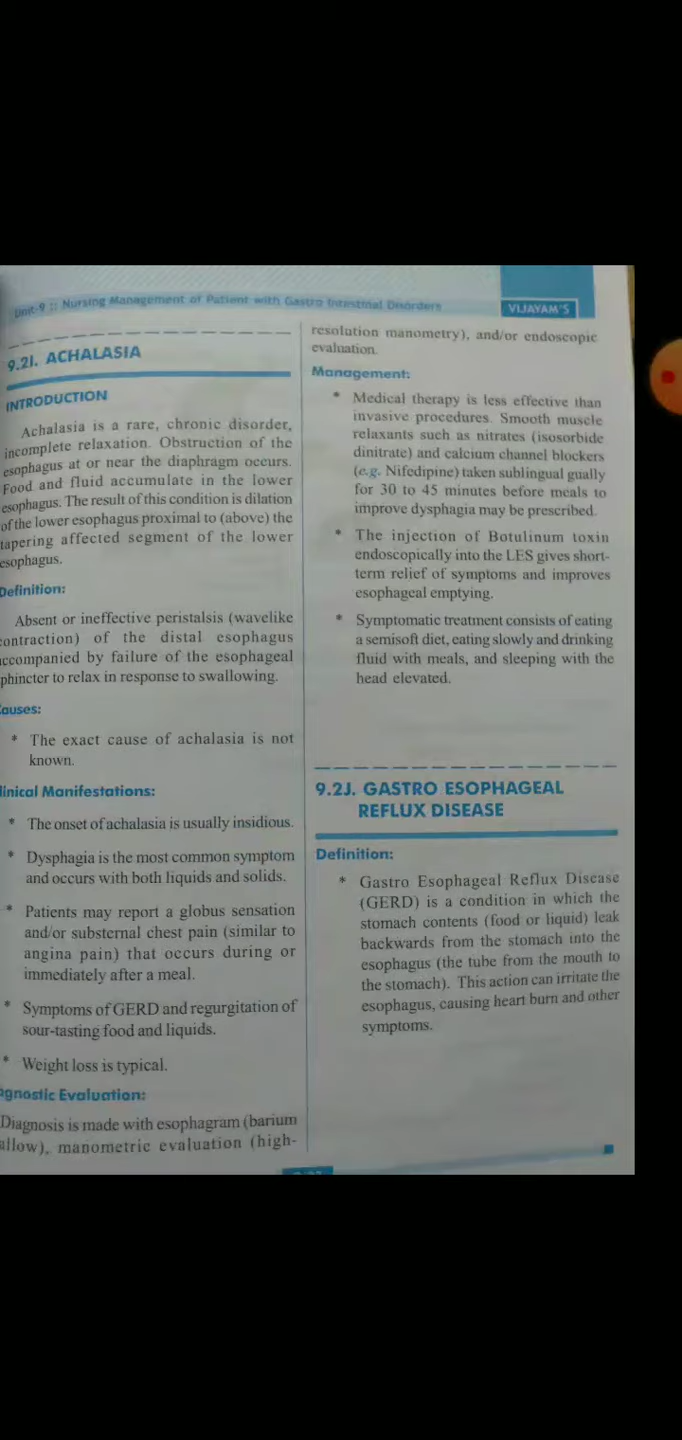 Unit-9 :: Nursing Management of Patient with Gastro Intestinal Disorders
VIJAYAM'S
9.2I. ACHALASIA
INTRODUCTION
Achalasia is a rare, chronic disorder,
incomplete relaxation. Obstruction of the
esophagus at or near the diaphragm occurs.
Food and fluid accumulate in the lower
esophagus. The result of this condition is dilation
of the lower esophagus proximal to (above) the
tapering affected segment of the lower
esophagus.
Definition:
Absent or ineffective peristalsis (wavelike
contraction) of the distal esophagus
accompanied by failure of the esophageal
phincter to relax in response to swallowing.
auses:
* The exact cause of achalasia is not
known.
linical Manifestations:
* The onset of achalasia is usually insidious.
* Dysphagia is the most common symptom
and occurs with both liquids and solids.
* Patients may report a globus sensation
and/or substernal chest pain (similar to
angina pain) that occurs during or
immediately after a meal.
* Symptoms of GERD and regurgitation of
sour-tasting food and liquids.
* Weight loss is typical.
agnostic Evaluation:
Diagnosis is made with esophagram (barium
allow), manometric evaluation (high-
resolution manometry), and/or endoscopic
evaluation.
Management:
* Medical therapy is less effective than
invasive procedures. Smooth muscle
relaxants such as nitrates (isosorbide
dinitrate) and calcium channel blockers
(e.g. Nifedipine) taken sublingual gually
for 30 to 45 minutes before meals to
improve dysphagia may be prescribed.
* The injection of Botulinum toxin
endoscopically into the LES gives short-
term relief of symptoms and improves
esophageal emptying.
* Symptomatic treatment consists of eating
a semisoft diet, eating slowly and drinking
fluid with meals, and sleeping with the
head elevated.
9.2J. GASTRO ESOPHAGEAL
REFLUX DISEASE
Definition:
* Gastro Esophageal Reflux Disease
(GERD) is a condition in which the
stomach contents (food or liquid) leak
backwards from the stomach into the
esophagus (the tube from the mouth to
the stomach). This action can irritate the
esophagus, causing heart burn and other
symptoms.